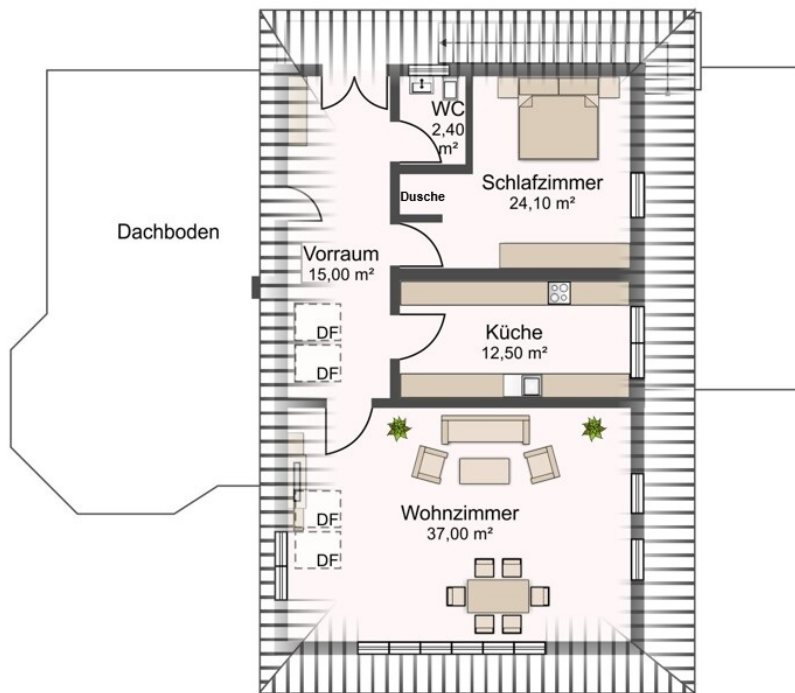 WC
2,40
m²
Dusche
Schlafzimmer
24,10 m²
Dachboden
Vorraum
15,00 m²
DF
DF
Küche
12,50 m²
Wohnzimmer
37,00 m²
DF
DF